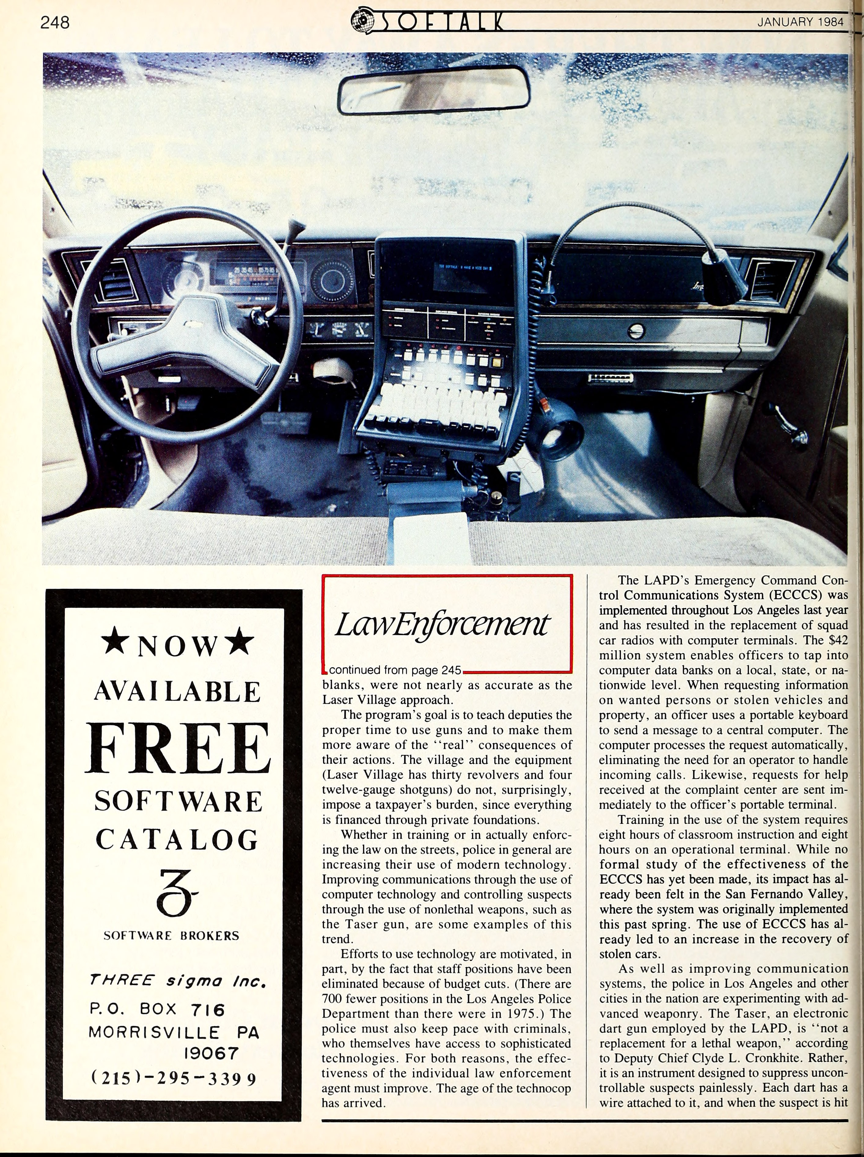 248
SOFTALK
JANUARY 1984
★NOW★
AVAILABLE
FREE
SOFTWARE
CATALOG
SOFTWARE BROKERS
THREE sigma Inc.
P.O. BOX 716
MORRISVILLE PA
19067
(215)-295-3399
Law Enforcement
continued from page 245
blanks, were not nearly as accurate as the
Laser Village approach.
The program's goal is to teach deputies the
proper time to use guns and to make them
more aware of the "real" consequences of
their actions. The village and the equipment
(Laser Village has thirty revolvers and four
twelve-gauge shotguns) do not, surprisingly,
impose a taxpayer's burden, since everything
is financed through private foundations.
Whether in training or in actually enforc-
ing the law on the streets, police in general are
increasing their use of modern technology.
Improving communications through the use of
computer technology and controlling suspects
through the use of nonlethal weapons, such as
the Taser gun, are some examples of this
trend.
Efforts to use technology are motivated, in
part, by the fact that staff positions have been
eliminated because of budget cuts. (There are
700 fewer positions in the Los Angeles Police
Department than there were in 1975.) The
police must also keep pace with criminals,
who themselves have access to sophisticated
technologies. For both reasons, the effec-
tiveness of the individual law enforcement
agent must improve. The age of the technocop
has arrived.
The LAPD's Emergency Command Con-
trol Communications System (ECCCS) was
implemented throughout Los Angeles last year
and has resulted in the replacement of squad
car radios with computer terminals. The $42
million system enables officers to tap into
computer data banks on a local, state, or na-
tionwide level. When requesting information
on wanted persons or stolen vehicles and
property, an officer uses a portable keyboard
to send a message to a central computer. The
computer processes the request automatically,
eliminating the need for an operator to handle
incoming calls. Likewise, requests for help
received at the complaint center are sent im-
mediately to the officer's portable terminal.
Training in the use of the system requires
eight hours of classroom instruction and eight
hours on an operational terminal. While no
formal study of the effectiveness of the
ECCCS has yet been made, its impact has al-
ready been felt in the San Fernando Valley,
where the system was originally implemented
this past spring. The use of ECCCS has al-
ready led to an increase in the recovery of
stolen cars.
As well as improving communication
systems, the police in Los Angeles and other
cities in the nation are experimenting with ad-
vanced weaponry. The Taser, an electronic
dart gun employed by the LAPD, is "not a
replacement for a lethal weapon," according
to Deputy Chief Clyde L. Cronkhite. Rather,
it is an instrument designed to suppress uncon-
trollable suspects painlessly. Each dart has a
wire attached to it, and when the suspect is hit